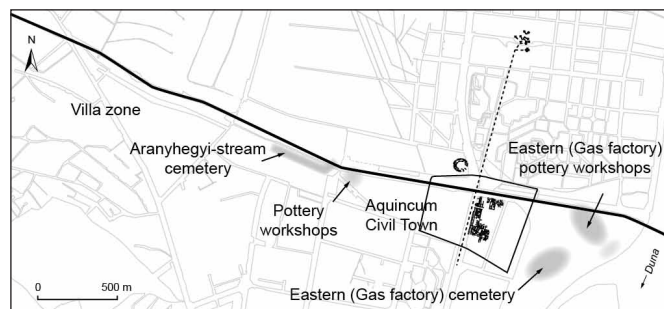 N
Villa zone
Aranyhegyi-stream
cemetery
Pottery
workshops
Aquincum
Civil Town
Eastern (Gas factory)
pottery workshops
Eastern (Gas factory) cemetery
Duna
0 500 m